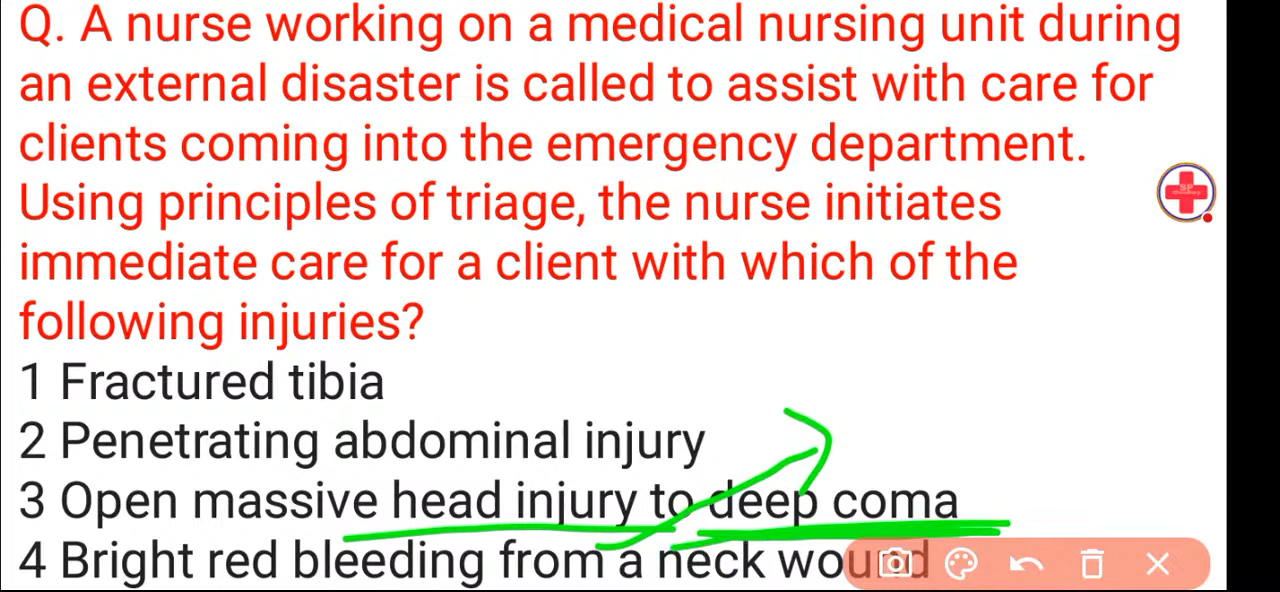 Q. A nurse working on a medical nursing unit during
an external disaster is called to assist with care for
clients coming into the emergency department.
Using principles of triage, the nurse initiates
immediate care for a client with which of the
following injuries?
1 Fractured tibia
2 Penetrating abdominal injury
3 Open massive head injury to deep coma
4 Bright red bleeding from a neck wound
SP